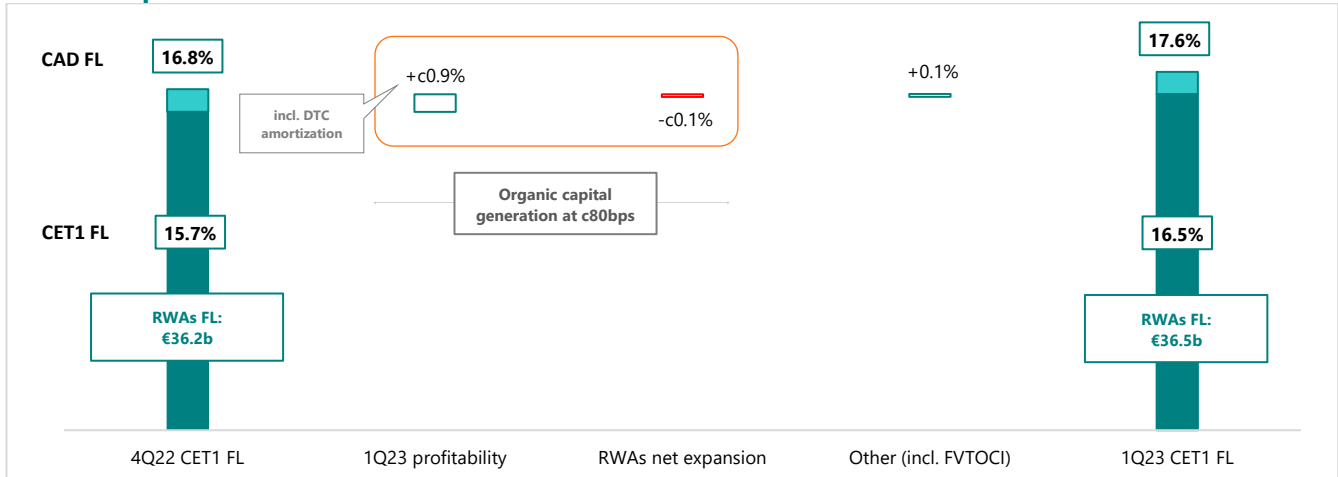 CAD FL
16.8%
17.6%
+c0.9%
+0.1%
incl. DTC
amortization
-c0.1%
Organic capital
generation at c80bps
CET1 FL
15.7%
16.5%
RWAs FL:
€36.2b
RWAs FL:
€36.5b
4Q22 CET1 FL
1Q23 profitability
RWAs net expansion
Other (incl. FVTOCI)
1Q23 CET1 FL